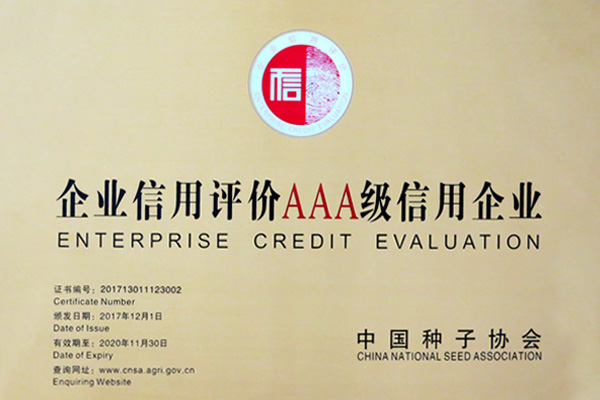 信
企业信用评价AAA级信用企业
ENTERPRISE CREDIT EVALUATION
证书编号：201713011123002
Certificate Number
颁发日期：2017年12月1日
Date of Issue
有效期至：2020年11月30日
Date of Expiry
查询网址：www.cnsa.agri.gov.cn
Enquiring Website
中国种子协会
CHINA NATIONAL SEED ASSOCIATION